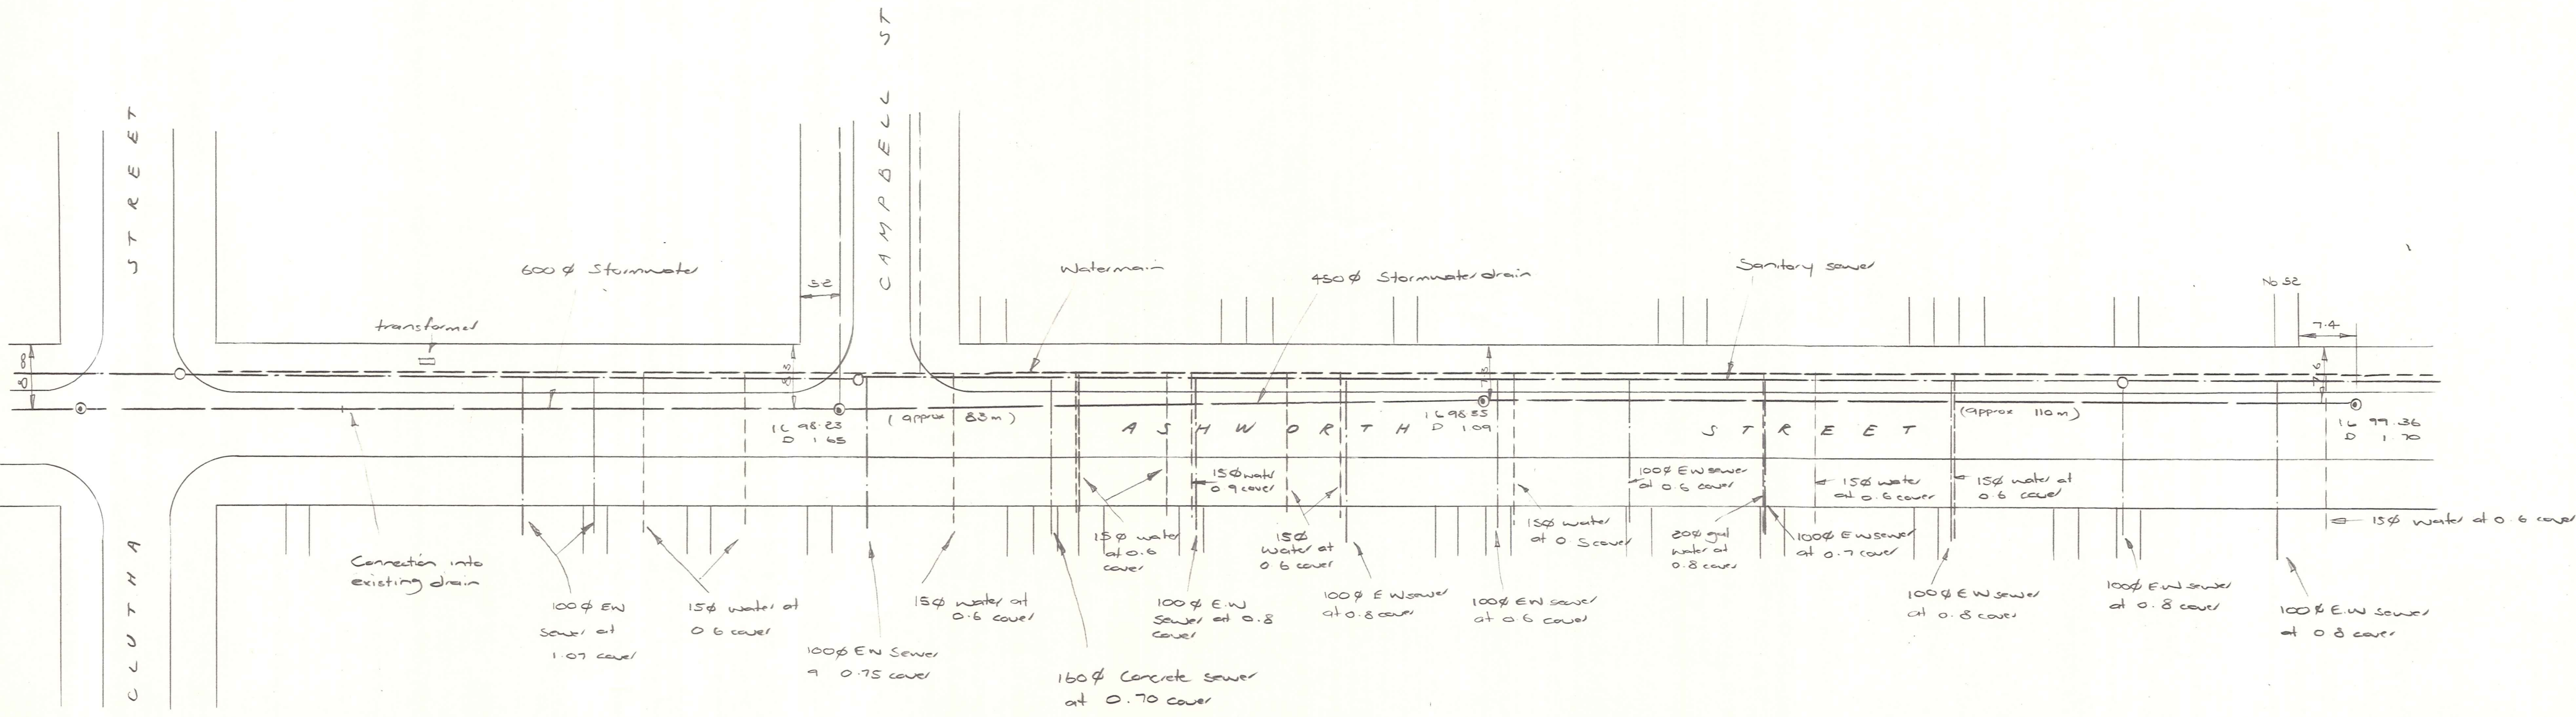 CLUTHA STREET
CAMPBELL ST
600 ∅ Stormwater
52
Watermain
450 ∅ Stormwater drain
Sanitary sewer
No 52
7.4
transformer
8.8
8.3
7.3
7.6
(approx 83m)
IL 98.23
D 1.65
IL 98.55
D 1.09
(approx 110m)
IL 99.36
D 1.70
ASHWORTH STREET
15∅ water
0.9 cover
100∅ EW sewer
at 0.6 cover
15∅ water
at 0.6 cover
15∅ water at
0.6 cover
15∅ water at 0.6 cover
Connection into
existing drain
100∅ EW
sewer at
1.07 cover
15∅ water at
0.6 cover
100∅ EW Sewer
0.75 cover
15∅ water at
0.6 cover
160∅ Concrete sewer
at 0.70 cover
15∅ water
at 0.6
cover
100∅ E.W
sewer at 0.8
cover
15∅
water at
0.6 cover
100∅ EW sewer
at 0.8 cover
100∅ EW sewer
at 0.6 cover
15∅ water
at 0.5 cover
20∅ gal
water at
0.8 cover
100∅ EW sewer
at 0.7 cover
100∅ E.W sewer
at 0.8 cover
100∅ E.W sewer
at 0.8 cover
100∅ E.W sewer
at 0.8 cover